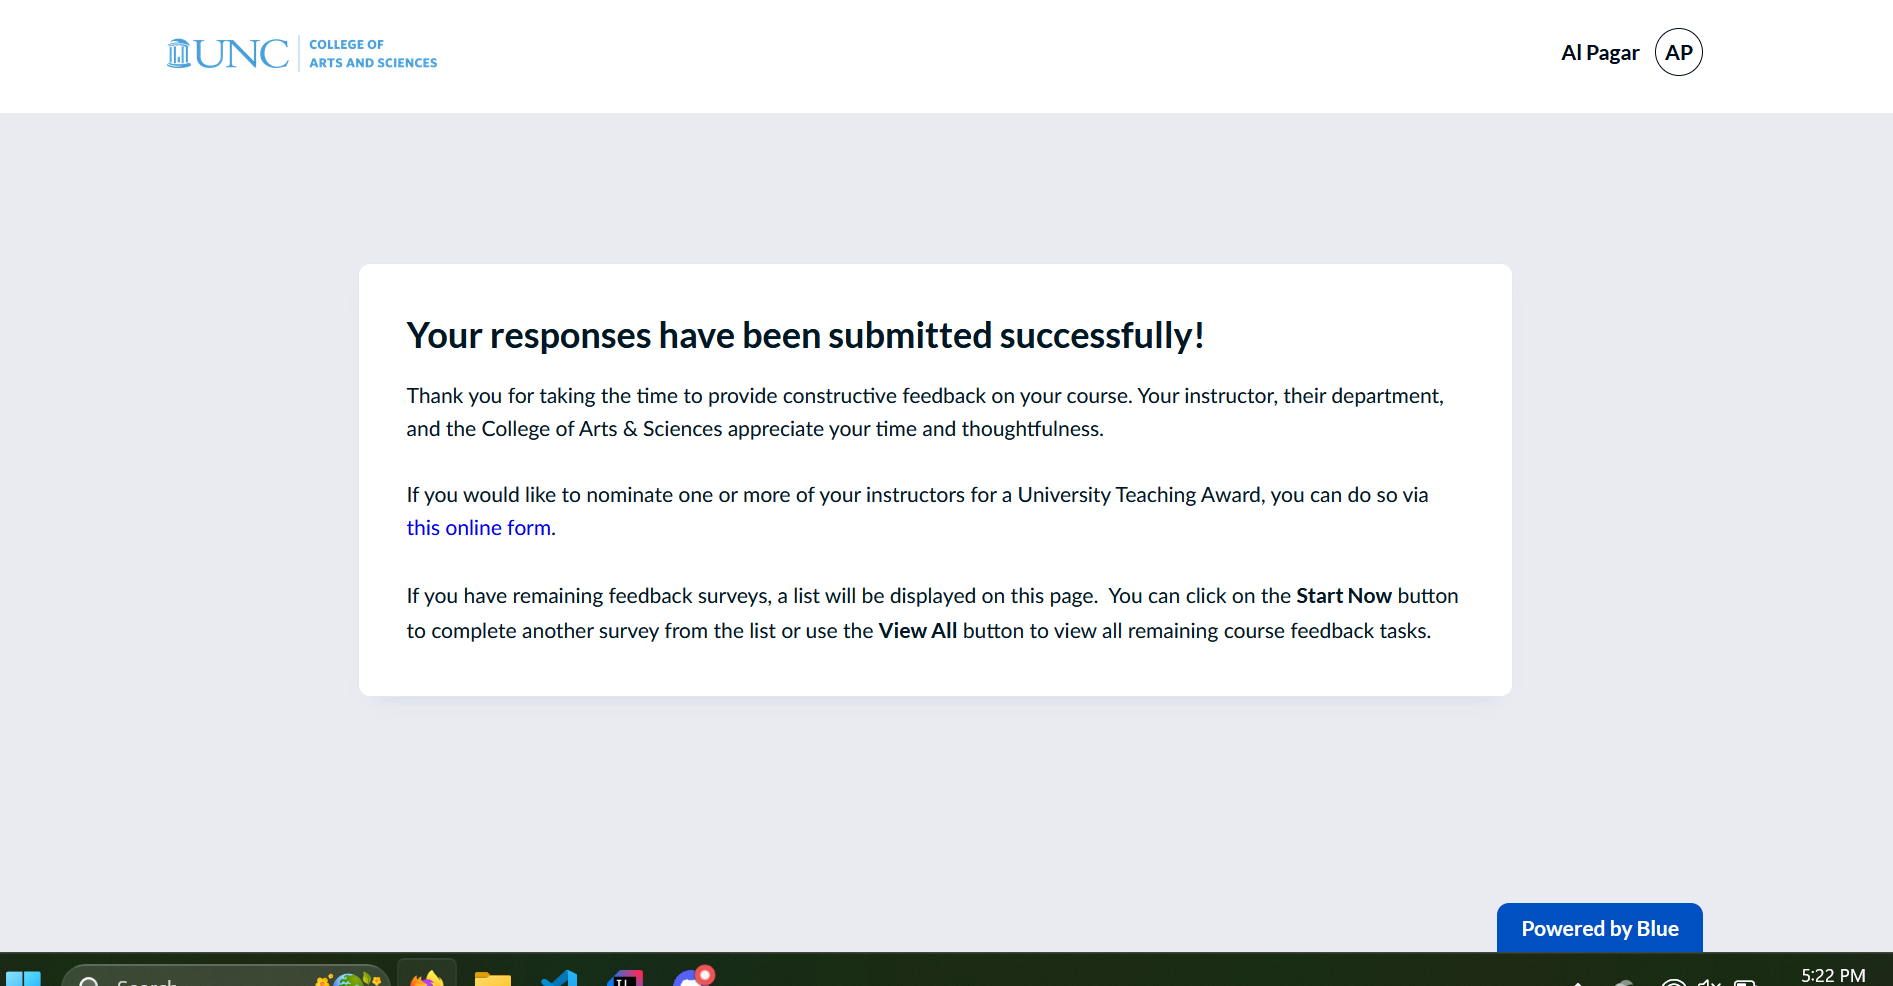 UNC
COLLEGE OF
ARTS AND SCIENCES
Al Pagar
AP
Your responses have been submitted successfully!
Thank you for taking the time to provide constructive feedback on your course. Your instructor, their department,
and the College of Arts & Sciences appreciate your time and thoughtfulness.
If you would like to nominate one or more of your instructors for a University Teaching Award, you can do so via
this online form.
If you have remaining feedback surveys, a list will be displayed on this page.  You can click on the Start Now button
to complete another survey from the list or use the View All button to view all remaining course feedback tasks.
Powered by Blue
Search
5:22 PM